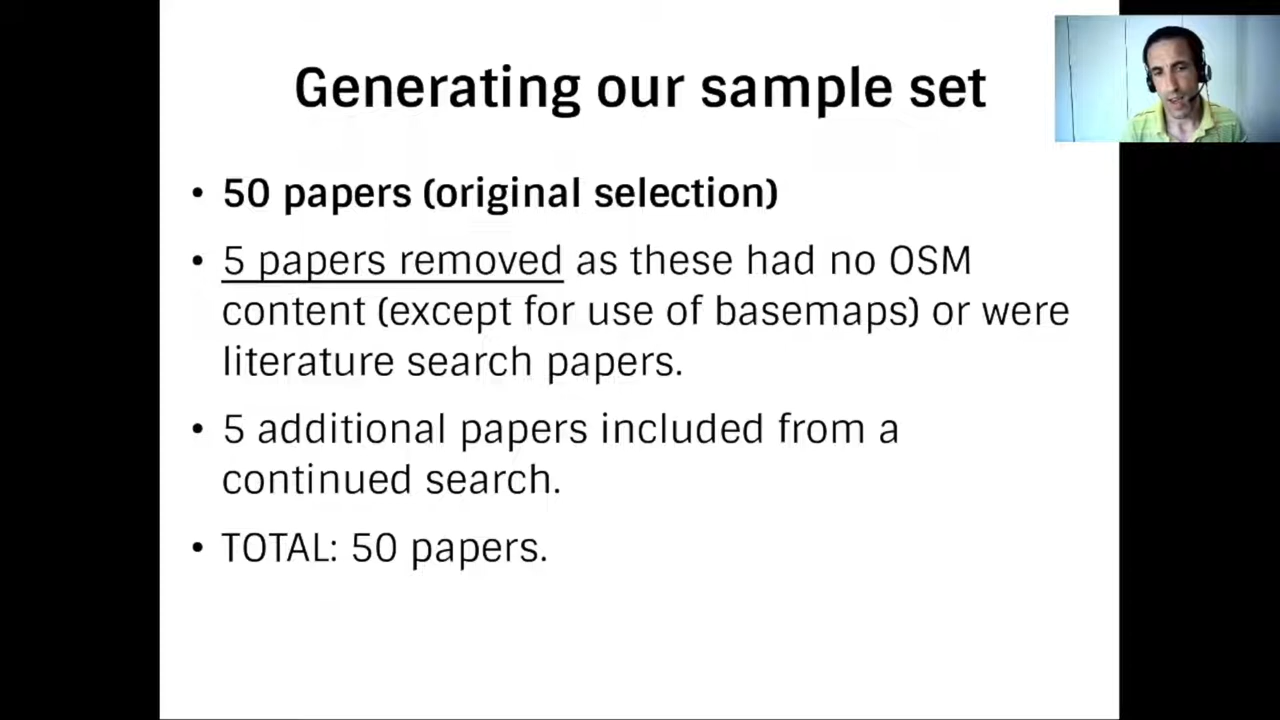 Generating our sample set
• 50 papers (original selection)
• 5 papers removed as these had no OSM
content (except for use of basemaps) or were
literature search papers.
• 5 additional papers included from a
continued search.
• TOTAL: 50 papers.